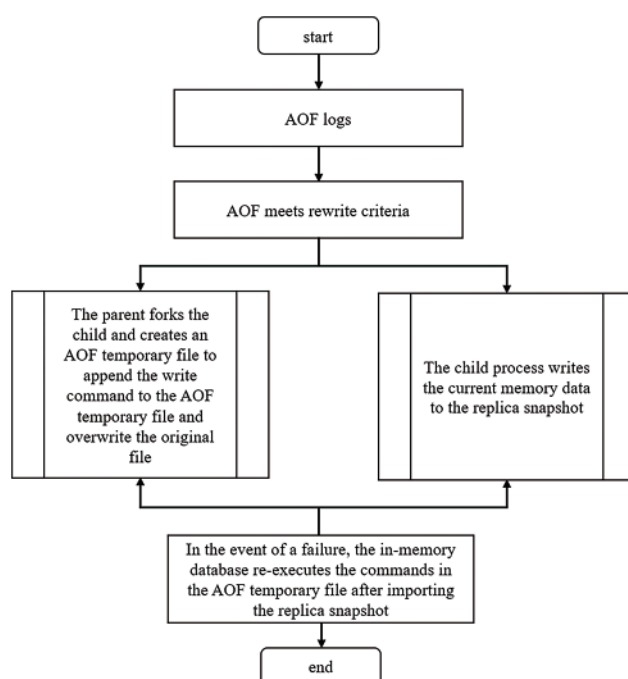 start
AOF logs
AOF meets rewrite criteria
The parent forks the
child and creates an
AOF temporary file to
append the write
command to the AOF
temporary file and
overwrite the original
file
The child process writes
the current memory data
to the replica snapshot
In the event of a failure, the in-memory
database re-executes the commands in
the AOF temporary file after importing
the replica snapshot
end